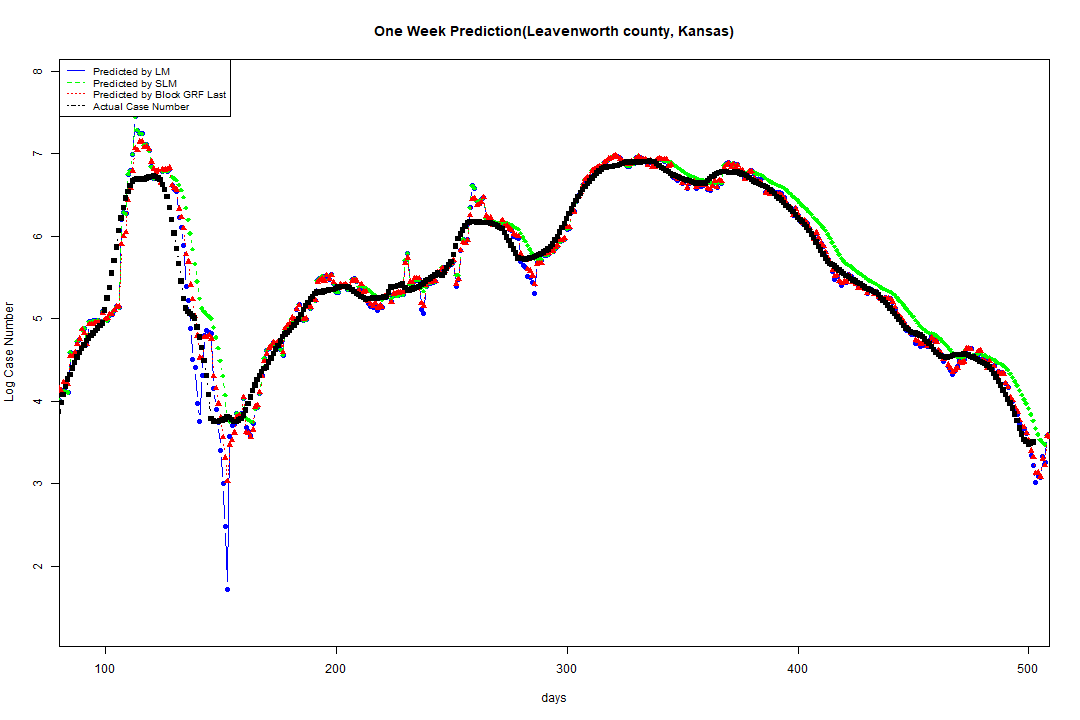 One Week Prediction(Leavenworth county, Kansas)
Predicted by LM
Predicted by SLM
Predicted by Block GRF Last
Actual Case Number
8
7
6
5
4
3
2
Log Case Number
100 200 300 400 500
days